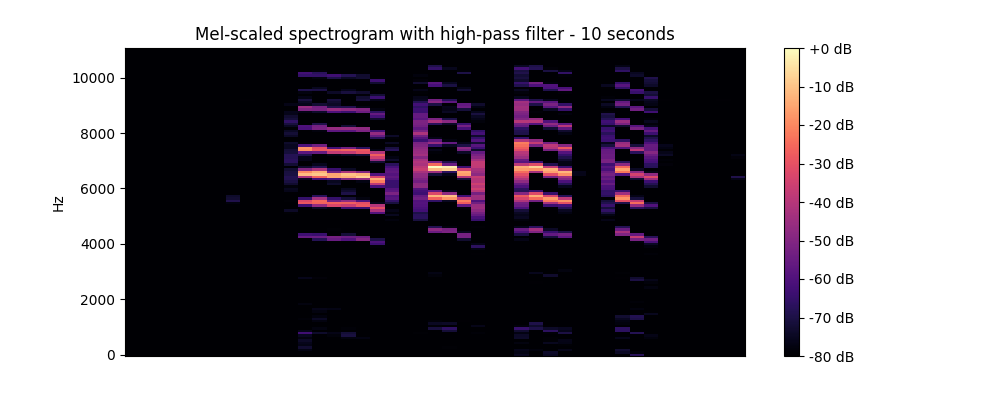 Mel-scaled spectrogram with high-pass filter - 10 seconds
Hz
10000
8000
6000
4000
2000
0
+0 dB
-10 dB
-20 dB
-30 dB
-40 dB
-50 dB
-60 dB
-70 dB
-80 dB